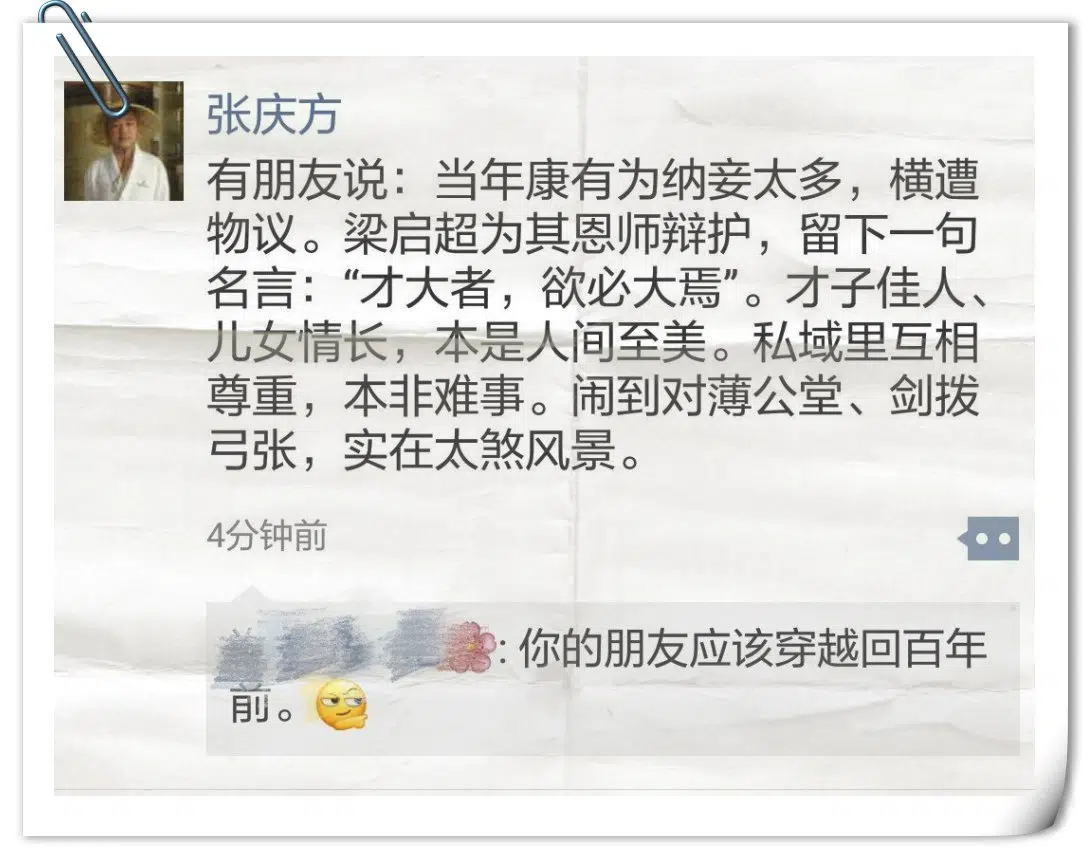 张庆方
有朋友说：当年康有为纳妾太多，横遭
物议。梁启超为其恩师辩护，留下一句
名言：“才大者，欲必大焉”。才子佳人、
儿女情长，本是人间至美。私域里互相
尊重，本非难事。闹到对薄公堂、剑拨
弓张，实在太煞风景。
4分钟前
: 你的朋友应该穿越回百年
前。